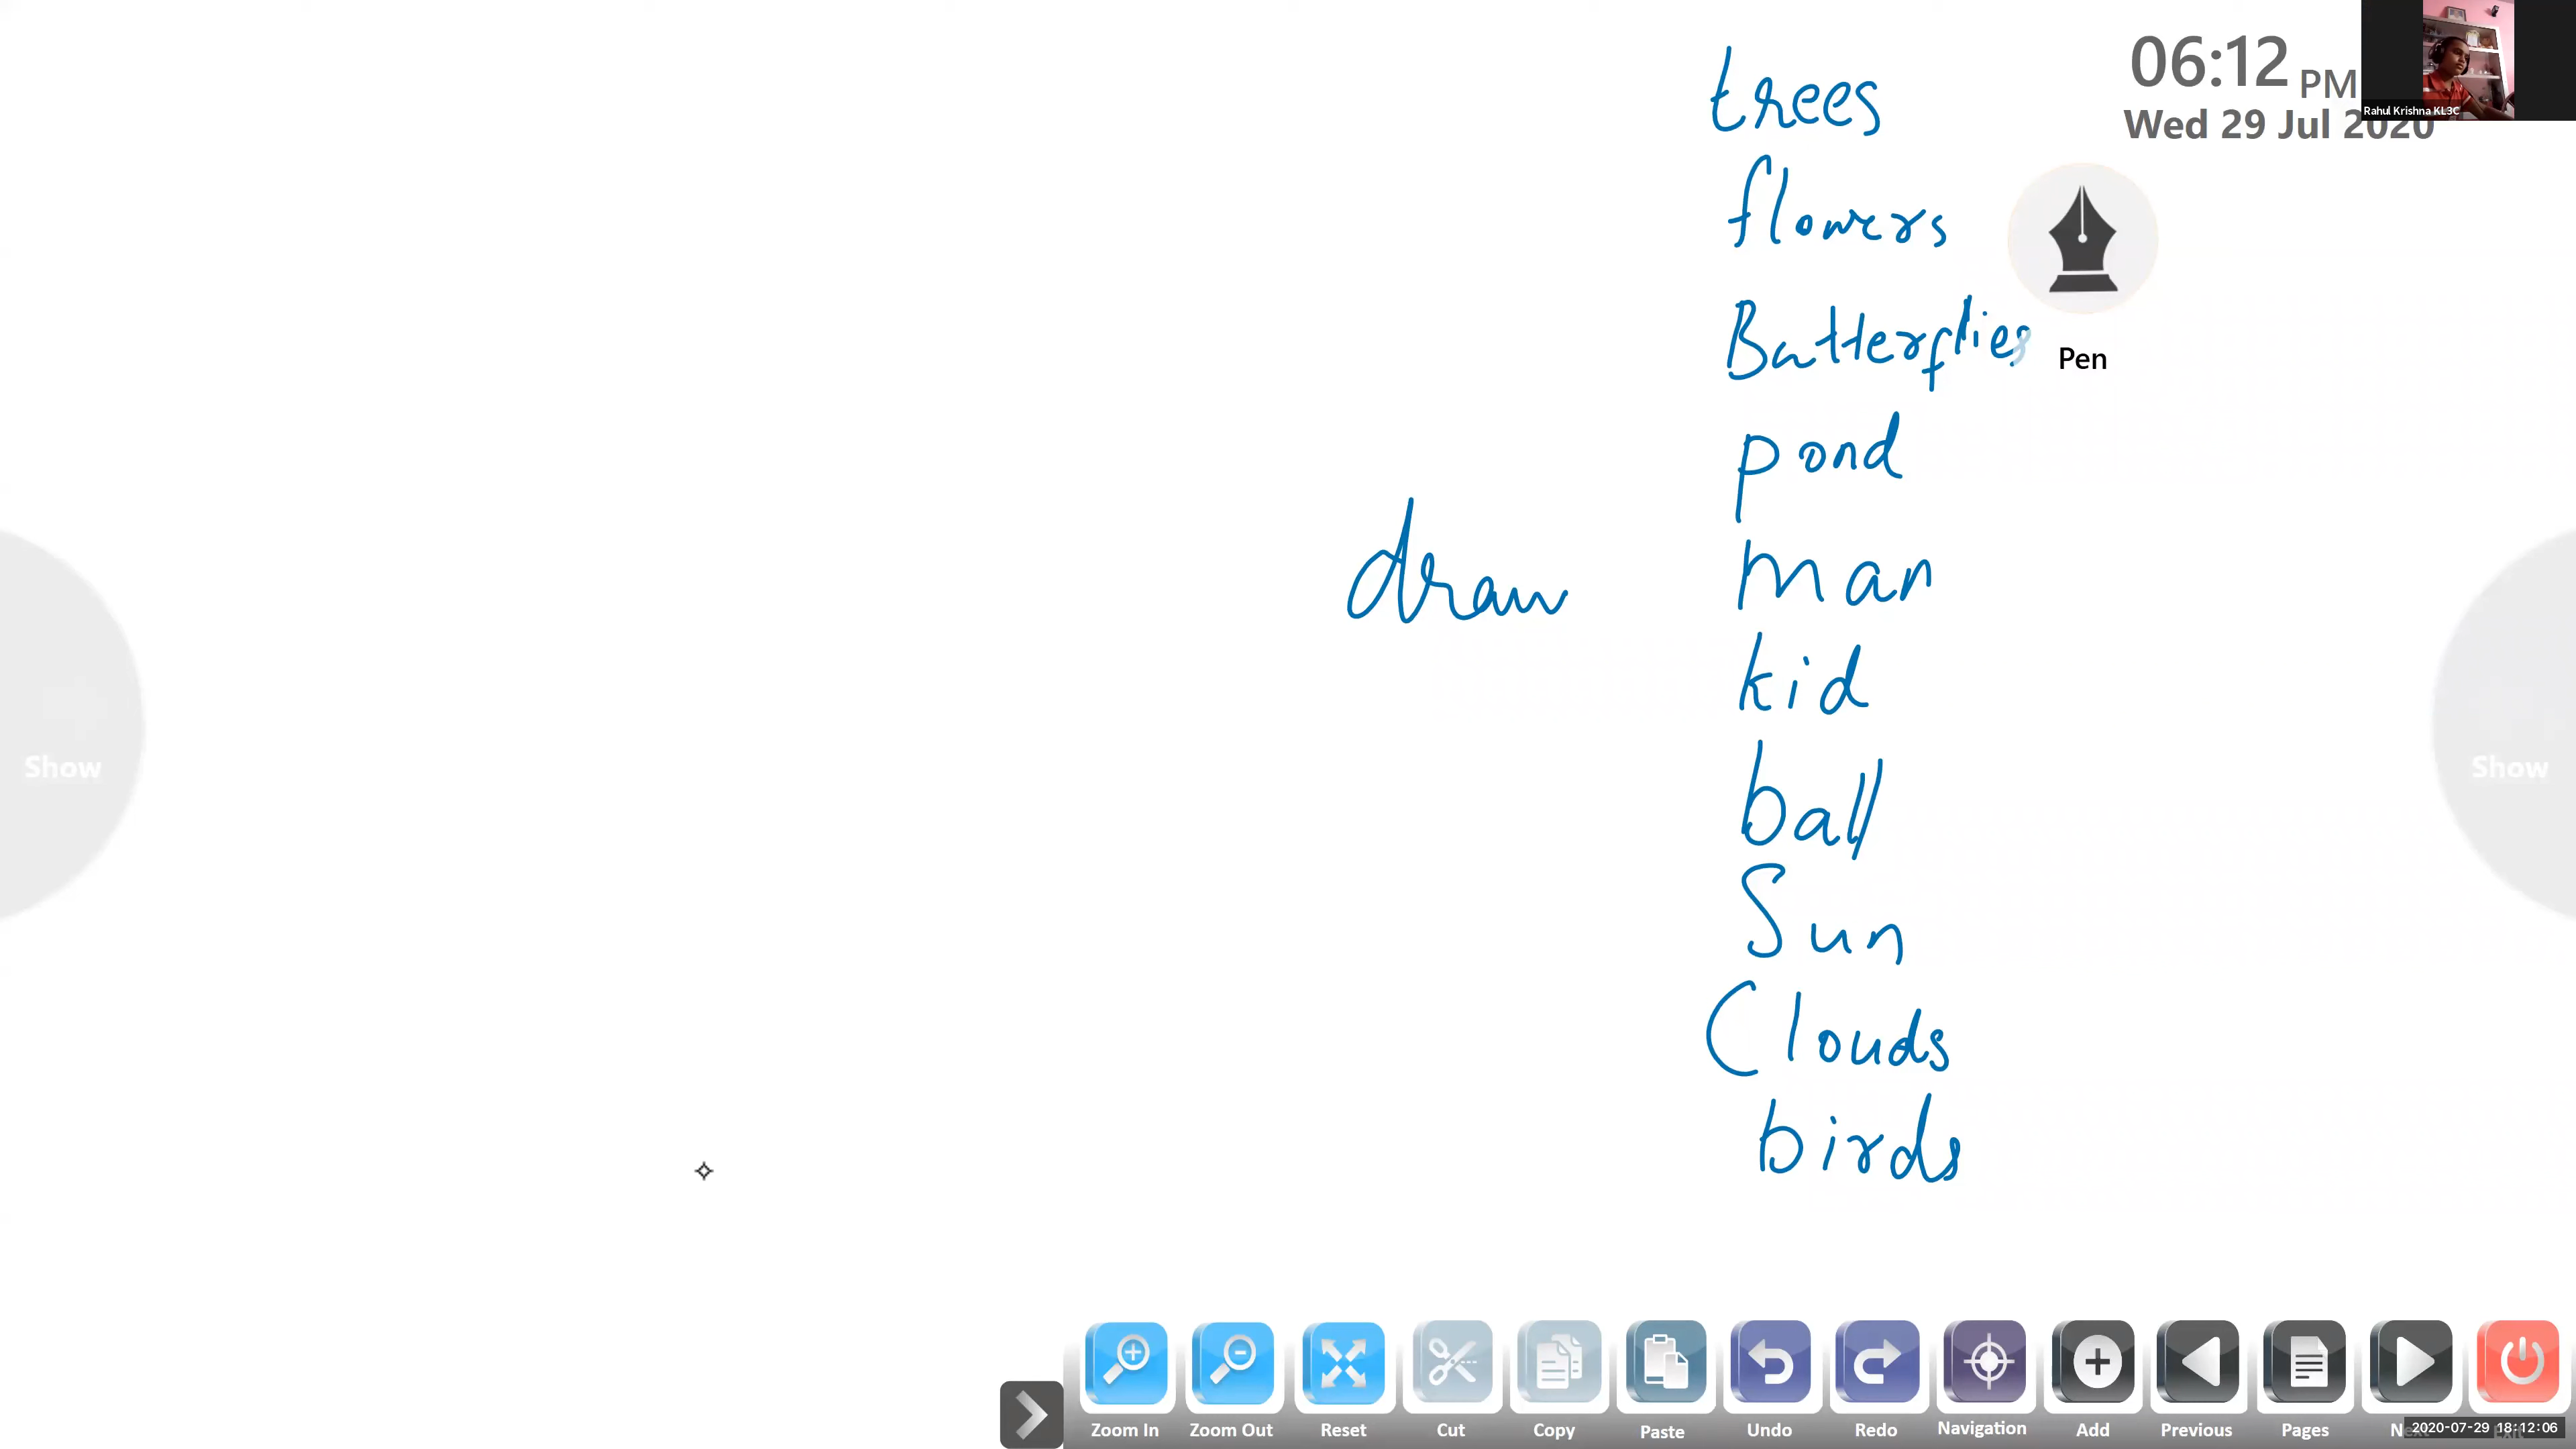 trees
06:12 PM
Rahul Krishna KL3C
Wed 29 Jul 2020
flowers
Butterflies
Pen
pond
draw
man
kid
Show
Show
ball
Sun
Clouds
birds
Zoom In Zoom Out Reset Cut Copy Paste Undo Redo Navigation Add Previous Pages
2020-07-29 18:12:06